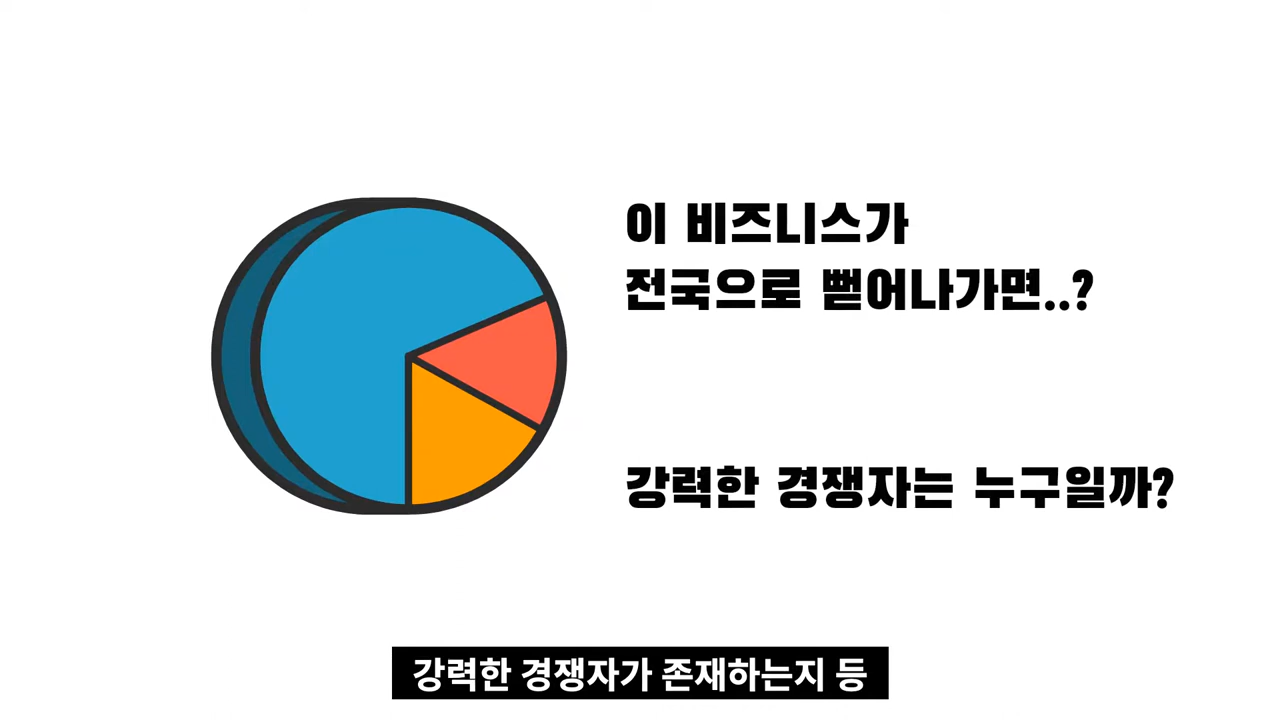 이 비즈니스가
전국으로 뻗어나가면..?
강력한 경쟁자는 누구일까?
강력한 경쟁자가 존재하는지 등